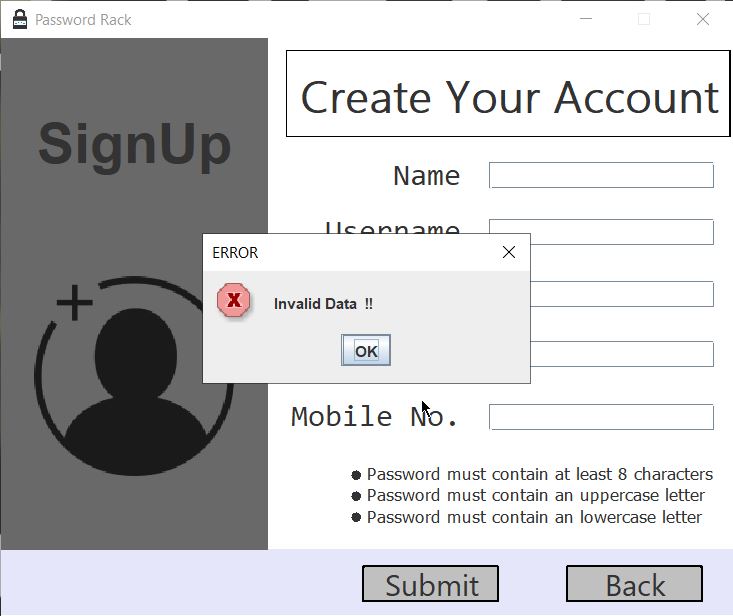 Password Rack
SignUp
Create Your Account
Name
Username
ERROR
X
Invalid Data !!
OK
Mobile No.
● Password must contain at least 8 characters
● Password must contain an uppercase letter
● Password must contain an lowercase letter
Submit
Back